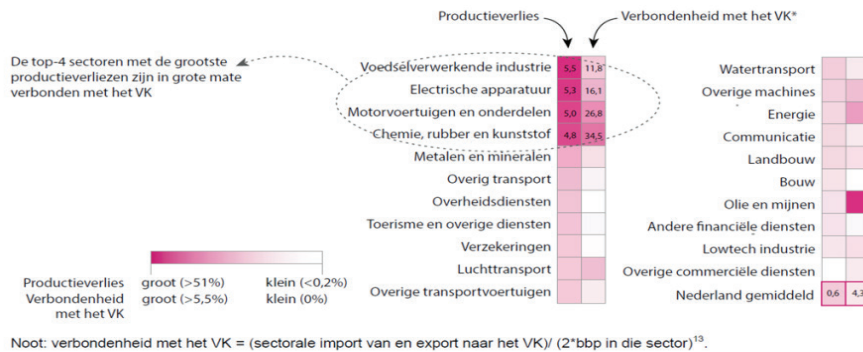 Productieverlies Verbondenheid met het VK*
De top-4 sectoren met de grootste
productieverliezen zijn in grote mate
verbonden met het VK
Voedselverwerkende industrie 5,5 11,8
Electrische apparatuur 5,3 16,1
Motorvoertuigen en onderdelen 5,0 26,8
Chemie, rubber en kunststof 4,8 34,5
Metalen en mineralen
Overig transport
Overheidsdiensten
Toerisme en overige diensten
Verzekeringen
Luchttransport
Overige transportvoertuigen
Watertransport
Overige machines
Energie
Communicatie
Landbouw
Bouw
Olie en mijnen
Andere financiële diensten
Lowtech industrie
Overige commerciële diensten
Nederland gemiddeld 0,6 4,3
Productieverlies groot (>51%) klein (<0,2%)
Verbondenheid groot (>5,5%) klein (0%)
met het VK
Noot: verbondenheid met het VK = (sectorale import van en export naar het VK)/ (2*bbp in die sector)¹³.